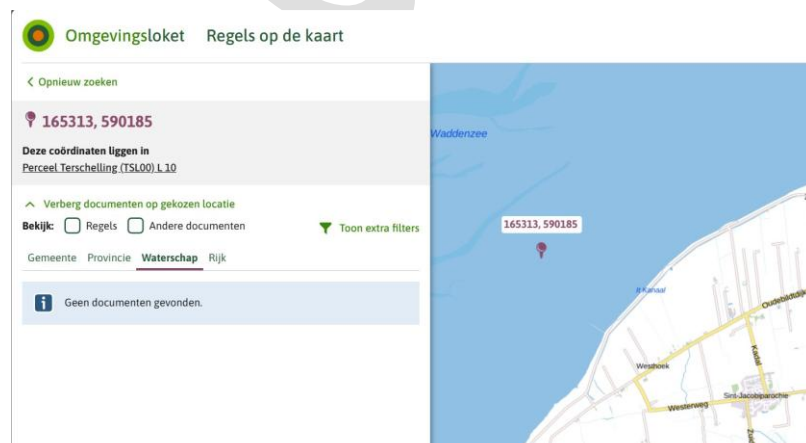 Omgevingsloket Regels op de kaart
Opnieuw zoeken
165313, 590185
Deze coördinaten liggen in
Perceel Terschelling (TSL00) L 10
Verberg documenten op gekozen locatie
Bekijk: Regels Andere documenten Toon extra filters
Gemeente Provincie Waterschap Rijk
Geen documenten gevonden.
Waddenzee
165313, 590185
It Kanaal
Oudebildtdijk
Westhoek
Kadal
Sint-Jacobiparochie
Westerweg